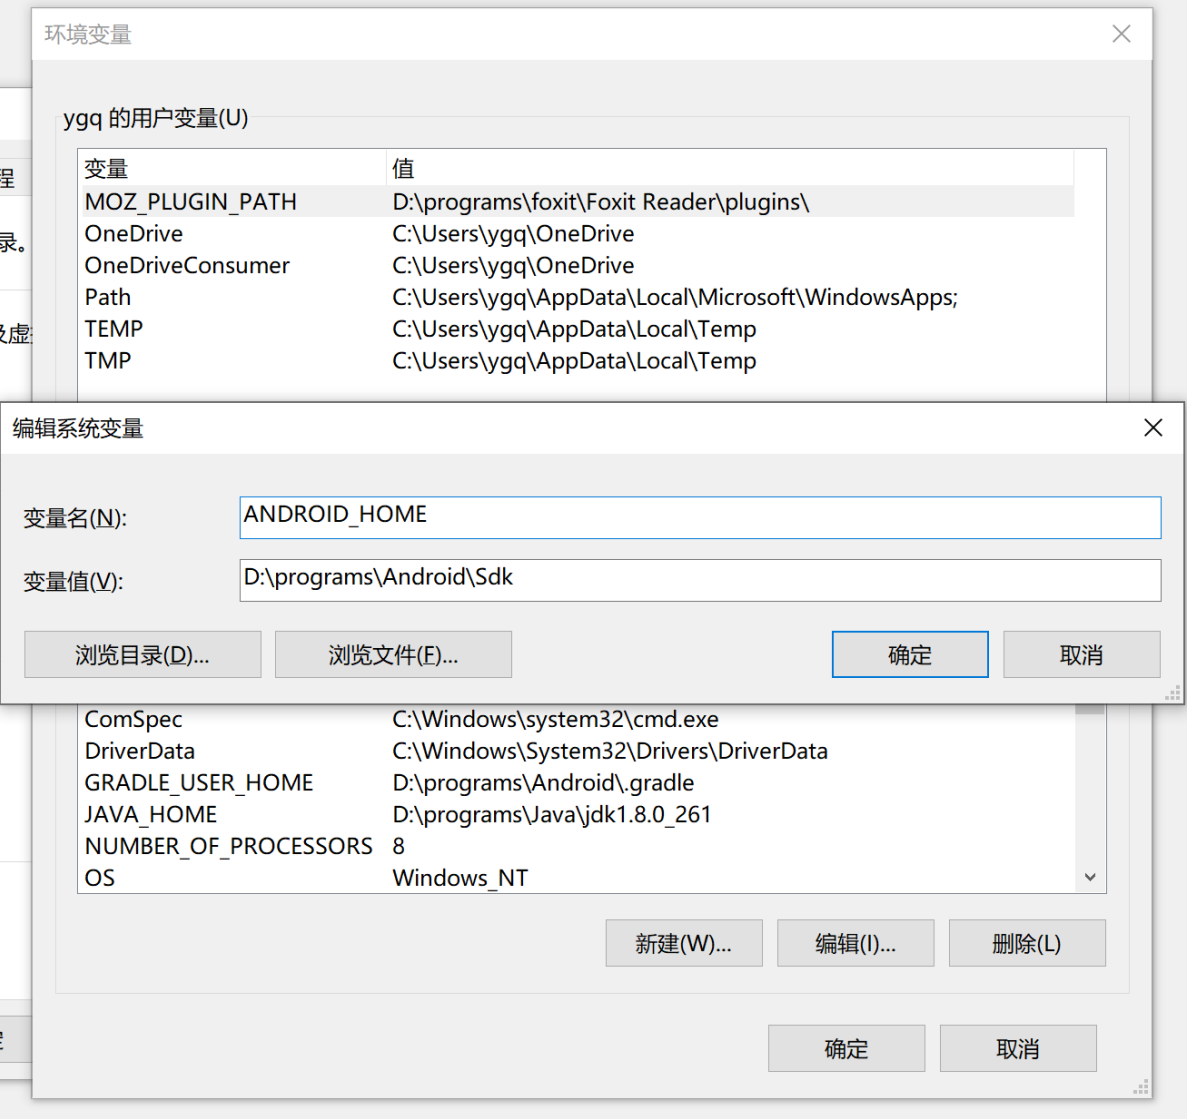 环境变量
ygq 的用户变量(U)
程
变量 值
MOZ_PLUGIN_PATH D:\programs\foxit\Foxit Reader\plugins\
OneDrive C:\Users\ygq\OneDrive
录。
OneDriveConsumer C:\Users\ygq\OneDrive
Path C:\Users\ygq\AppData\Local\Microsoft\WindowsApps;
TEMP C:\Users\ygq\AppData\Local\Temp
及虚
TMP C:\Users\ygq\AppData\Local\Temp
编辑系统变量
变量名(N): ANDROID_HOME
变量值(V): D:\programs\Android\Sdk
浏览目录(D)... 浏览文件(F)... 确定 取消
ComSpec C:\Windows\system32\cmd.exe
DriverData C:\Windows\System32\Drivers\DriverData
GRADLE_USER_HOME D:\programs\Android\.gradle
JAVA_HOME D:\programs\Java\jdk1.8.0_261
NUMBER_OF_PROCESSORS 8
OS Windows_NT
新建(W)... 编辑(I)... 删除(L)
确定 取消